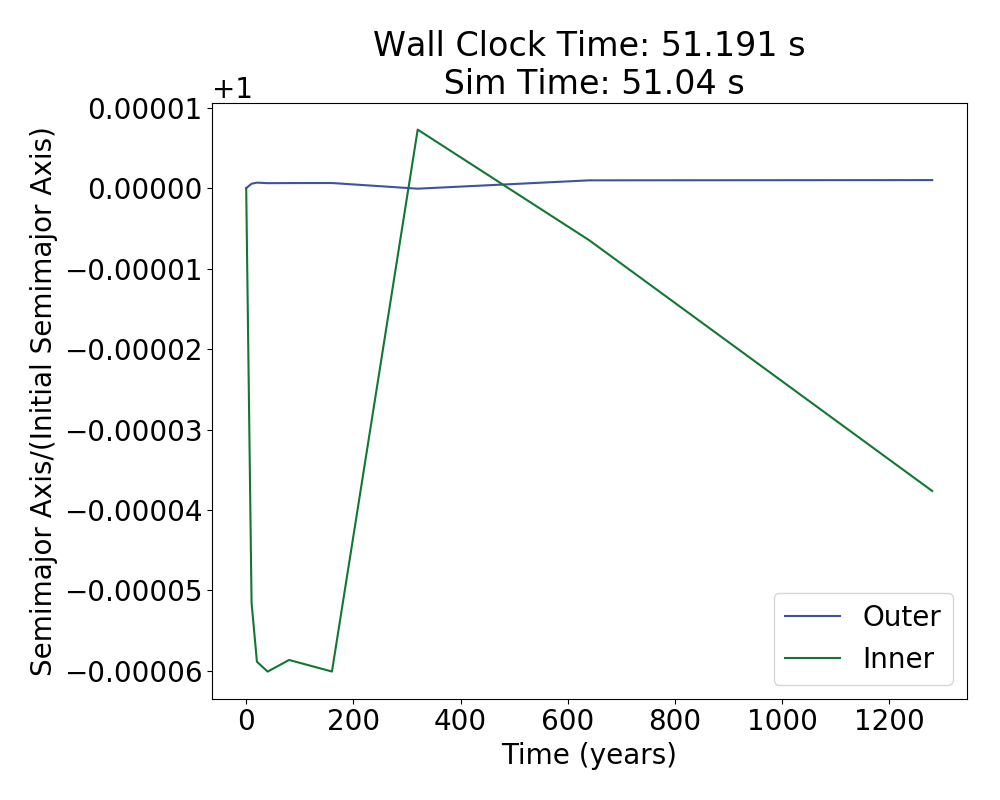 Wall Clock Time: 51.191 s
Sim Time: 51.04 s
+1
0.00001
0.00000
−0.00001
−0.00002
−0.00003
−0.00004
−0.00005
−0.00006
Semimajor Axis/(Initial Semimajor Axis)
Outer
Inner
0 200 400 600 800 1000 1200
Time (years)